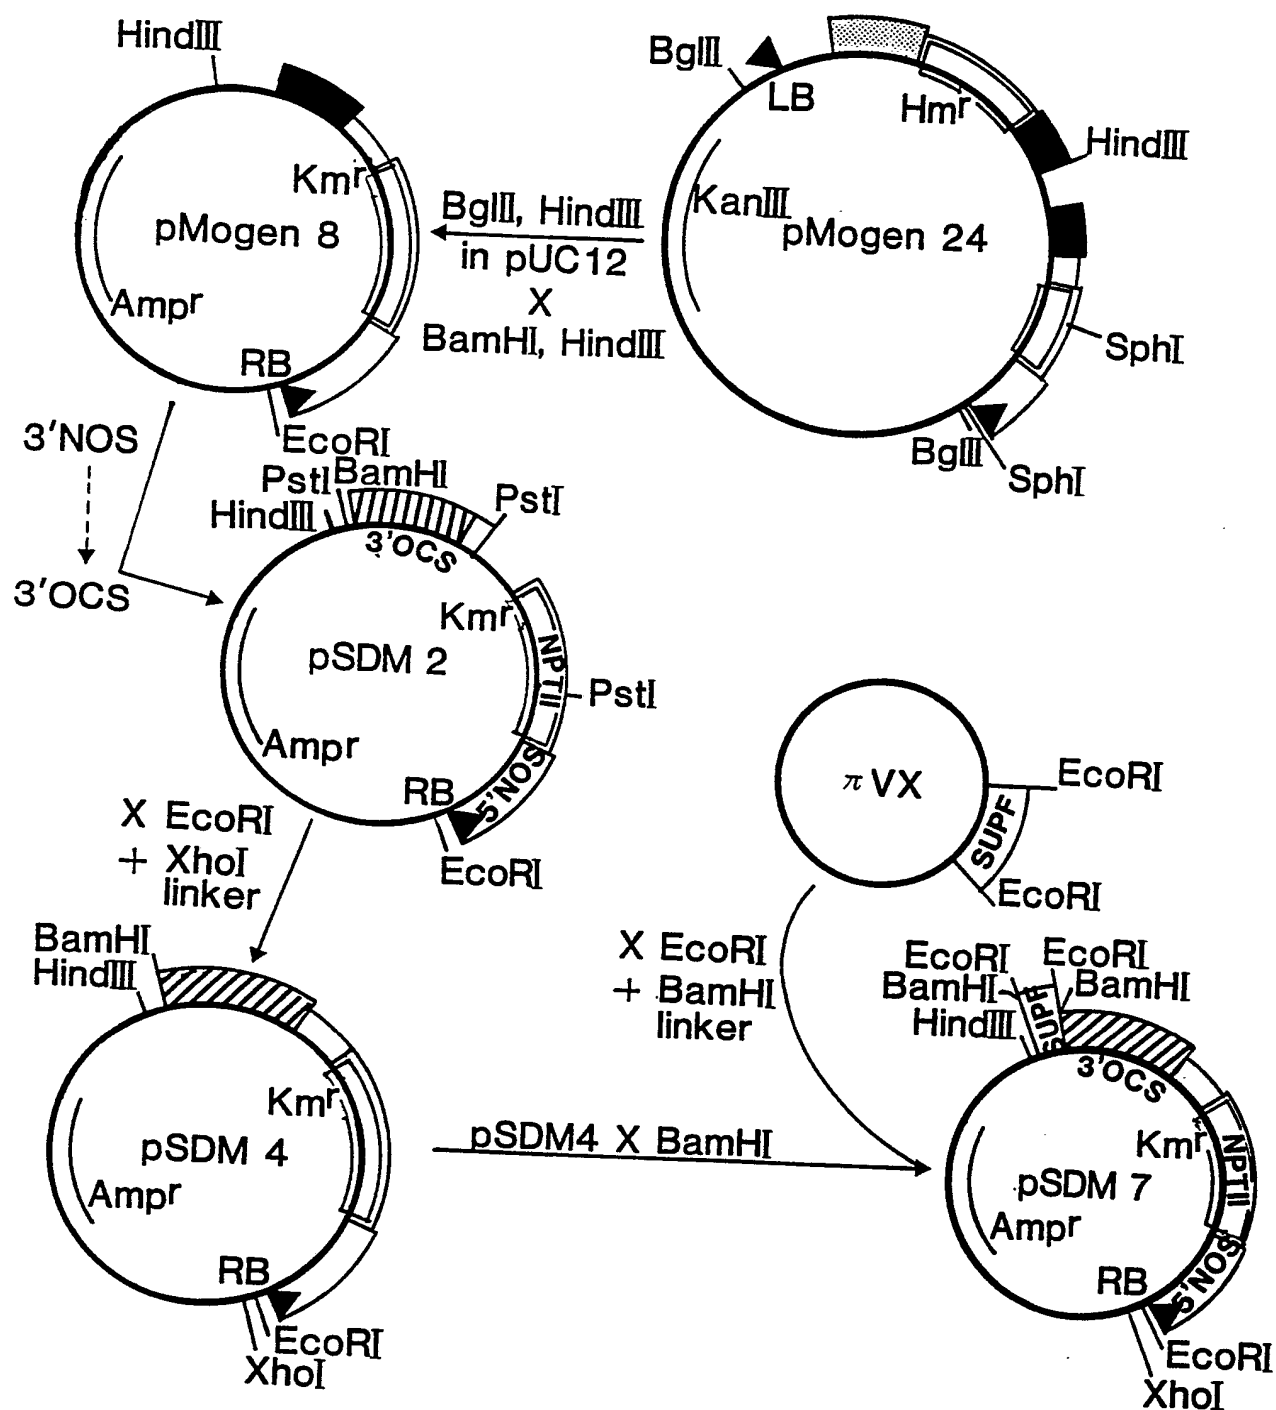 HindIII
Kmr
pMogen 8
Ampr
RB
EcoRI
BglII
LB
Hmr
HindIII
KanIII
pMogen 24
SphI
BglII
SphI
BglII, HindIII
in pUC12
X
BamHI, HindIII
3'NOS
3'OCS
PstI
BamHI
PstI
HindIII
3'OCS
Kmr
NPTII
pSDM 2
PstI
Ampr
5'NOS
RB
EcoRI
X EcoRI
+ XhoI
linker
π VX
EcoRI
SUPF
EcoRI
X EcoRI
+ BamHI
linker
BamHI
HindIII
Kmr
pSDM 4
Ampr
RB
EcoRI
XhoI
pSDM4 X BamHI
EcoRI
EcoRI
BamHI
SUPF
BamHI
HindIII
3'OCS
Kmr
NPTII
pSDM 7
Ampr
5'NOS
RB
EcoRI
XhoI